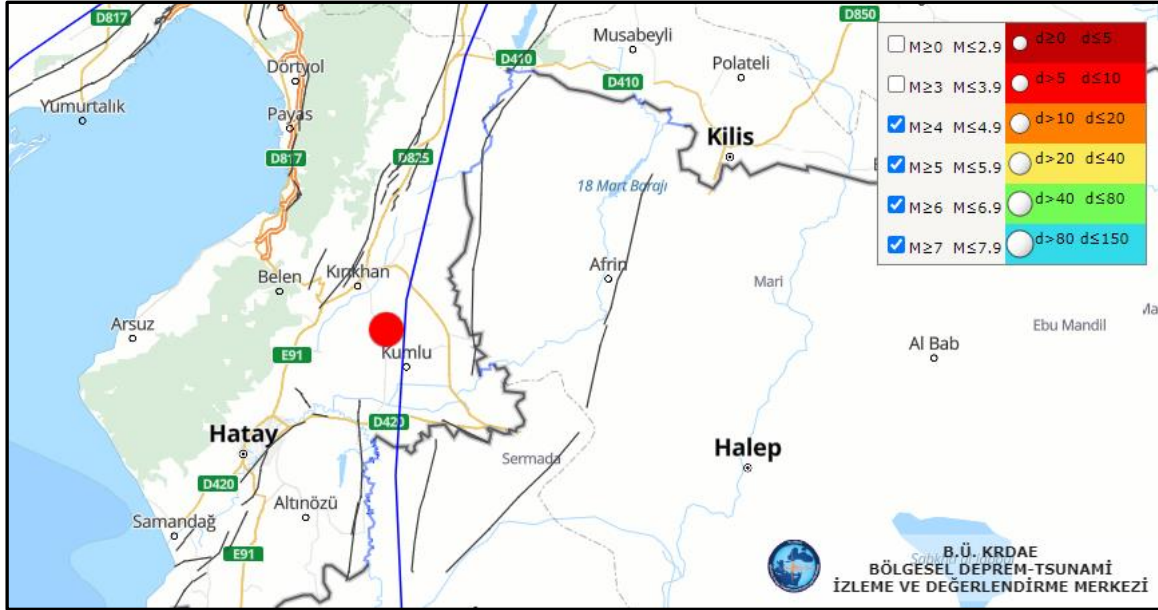 D817
D850
Musabeyli
D410
Polateli
Dörtyol
D410
Yumurtalık
Payas
D817
D825
Kilis
18 Mart Barajı
Belen
Kırıkhan
Afrin
Mari
Arsuz
Ebu Mandil
Al Bab
Kumlu
E91
D420
Hatay
Halep
Sermada
D420
Altınözü
Samandağ
E91
M≥0 M≤2.9 d≥0 d≤5
M≥3 M≤3.9 d>5 d≤10
M≥4 M≤4.9 d>10 d≤20
M≥5 M≤5.9 d>20 d≤40
M≥6 M≤6.9 d>40 d≤80
M≥7 M≤7.9 d>80 d≤150
B.Ü. KRDAE
BÖLGESEL DEPREM-TSUNAMİ
İZLEME VE DEĞERLENDİRME MERKEZİ